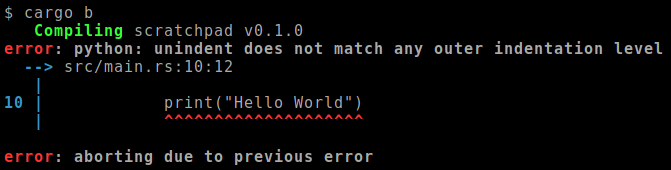 $ cargo b
   Compiling scratchpad v0.1.0
error: python: unindent does not match any outer indentation level
  --> src/main.rs:10:12
   |
10 |            print("Hello World")
   |            ^^^^^^^^^^^^^^^^^^^^
error: aborting due to previous error